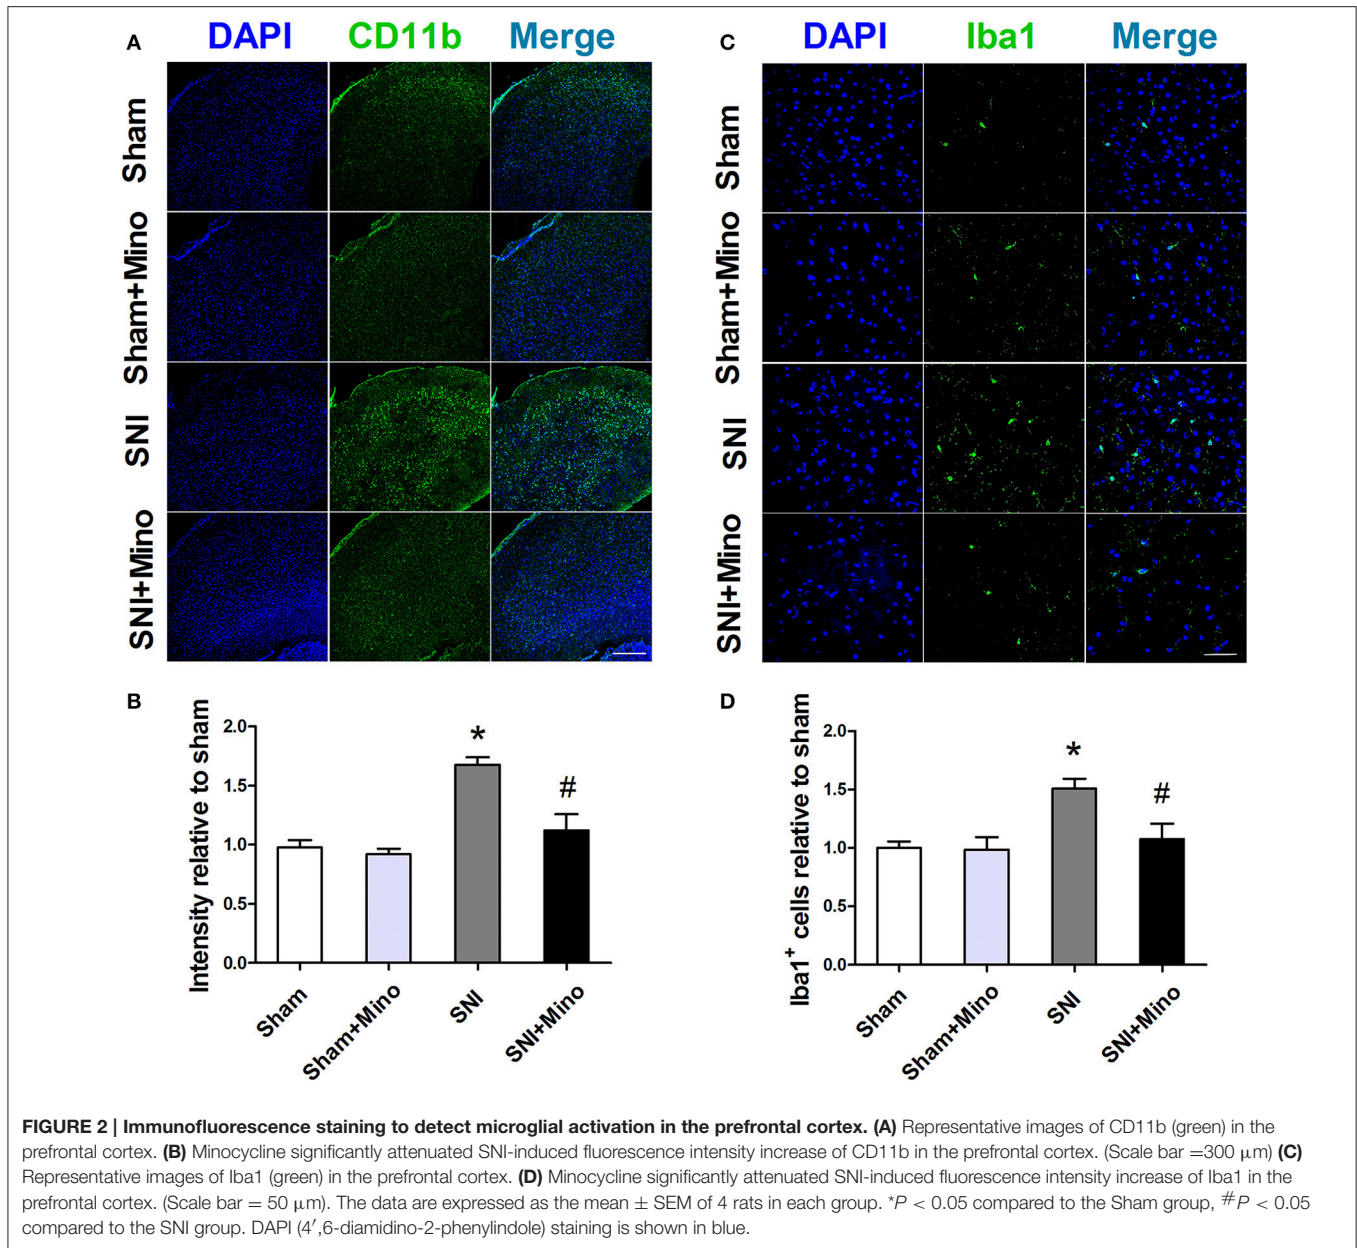 A
DAPI CD11b Merge
Sham
Sham+Mino
SNI
SNI+Mino
B
Intensity relative to sham
2.0
1.5
1.0
0.5
0.0
*
#
Sham
Sham+Mino
SNI
SNI+Mino
C
DAPI Iba1 Merge
Sham
Sham+Mino
SNI
SNI+Mino
D
Iba1⁺ cells relative to sham
2.0
1.5
1.0
0.5
0.0
*
#
Sham
Sham+Mino
SNI
SNI+Mino
FIGURE 2 | Immunofluorescence staining to detect microglial activation in the prefrontal cortex. (A) Representative images of CD11b (green) in the
prefrontal cortex. (B) Minocycline significantly attenuated SNI-induced fluorescence intensity increase of CD11b in the prefrontal cortex. (Scale bar =300 μm) (C)
Representative images of Iba1 (green) in the prefrontal cortex. (D) Minocycline significantly attenuated SNI-induced fluorescence intensity increase of Iba1 in the
prefrontal cortex. (Scale bar = 50 μm). The data are expressed as the mean ± SEM of 4 rats in each group. *P < 0.05 compared to the Sham group, #P < 0.05
compared to the SNI group. DAPI (4′,6-diamidino-2-phenylindole) staining is shown in blue.